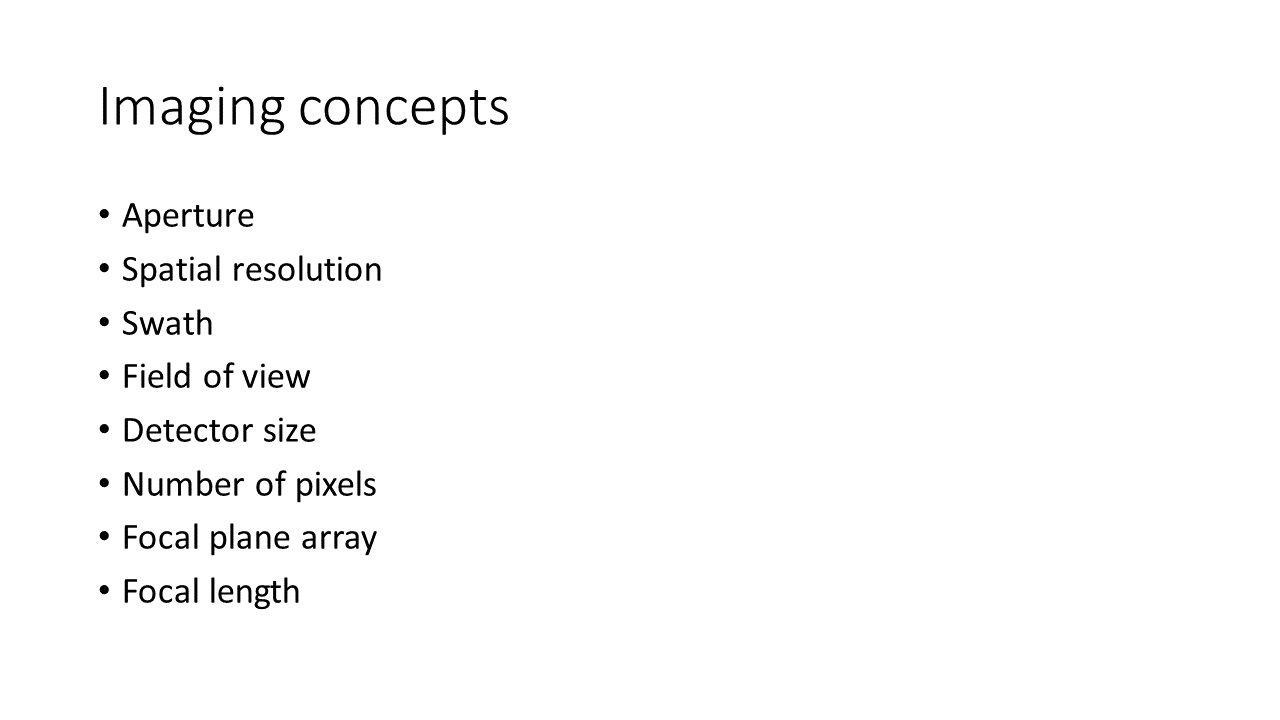 Imaging concepts
• Aperture
• Spatial resolution
• Swath
• Field of view
• Detector size
• Number of pixels
• Focal plane array
• Focal length